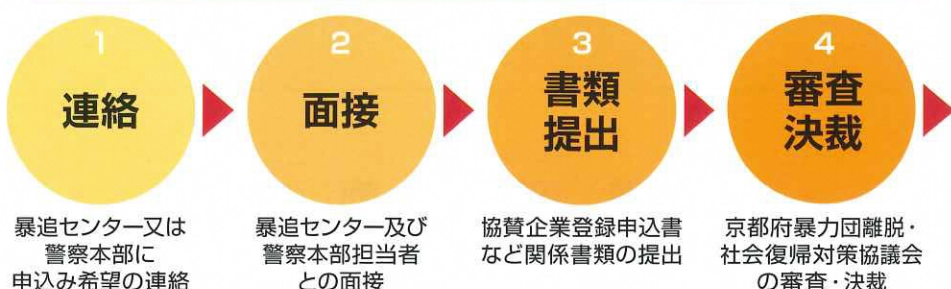 1
連絡
暴追センター又は
警察本部に
申込み希望の連絡
2
面接
暴追センター及び
警察本部担当者
との面接
3
書類
提出
協賛企業登録申込書
など関係書類の提出
4
審査
決裁
京都府暴力団離脱・
社会復帰対策協議会
の審査・決裁